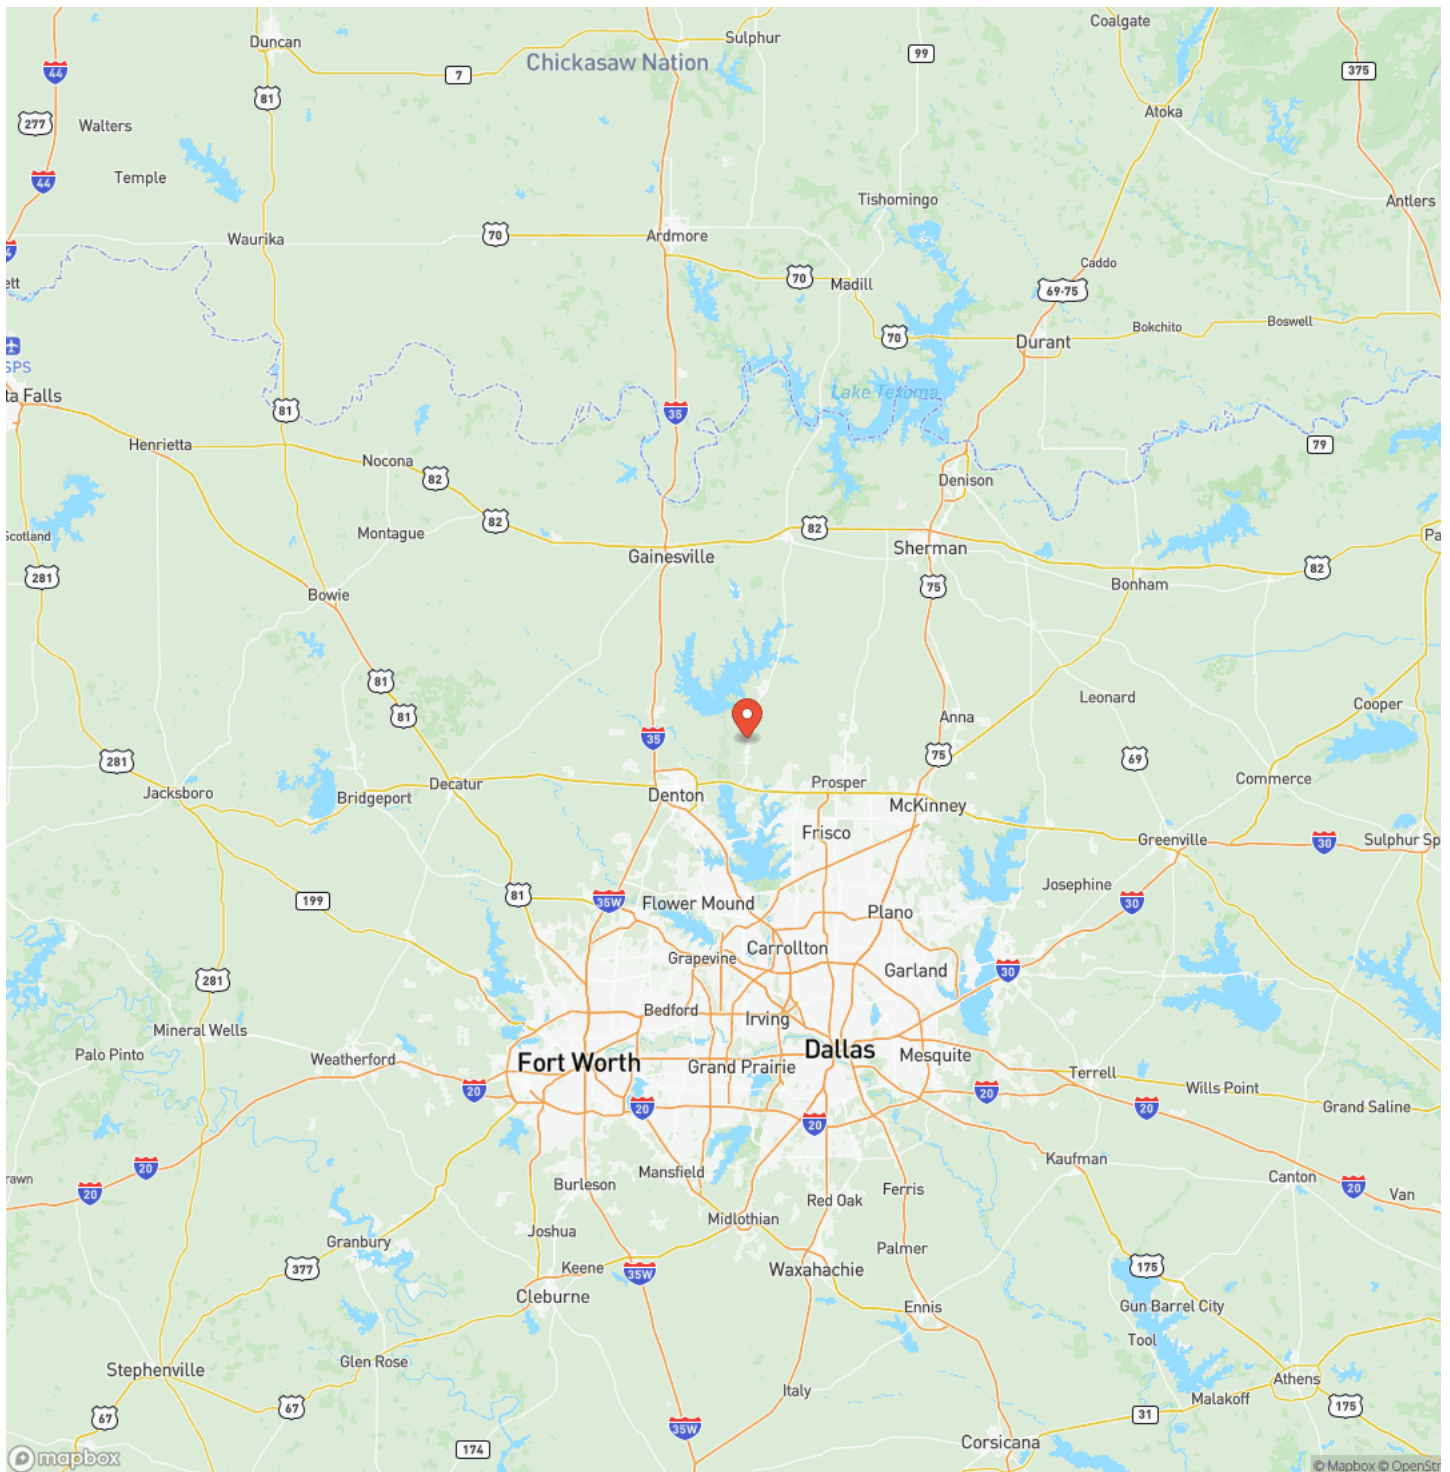 Coalgate
Duncan
Sulphur
Chickasaw Nation
99
44
7
375
81
Atoka
277
Walters
Temple
44
Tishomingo
Antlers
Waurika
70
Ardmore
Caddo
70
Madill
69-75
ett
Bokchito
Boswell
70
Durant
SPS
ta Falls
Lake Texoma
81
35
Henrietta
79
Nocona
82
Denison
82
82
Scotland
Montague
Gainesville
Sherman
Pa
281
82
75
Bonham
Bowie
81
Leonard
Cooper
81
Anna
35
75
69
281
Commerce
Decatur
Prosper
Jacksboro
Bridgeport
Denton
McKinney
Frisco
Greenville
30
Sulphur Sp
81
Josephine
199
35W
Flower Mound
30
Plano
Carrollton
Grapevine
Garland
30
281
Bedford
Irving
Mineral Wells
Palo Pinto
Weatherford
Fort Worth
Dallas
Mesquite
Grand Prairie
Terrell
20
20
Wills Point
20
20
Grand Saline
20
Kaufman
20
Mansfield
rawn
20
Burleson
Ferris
Canton
20
Van
Red Oak
Midlothian
Joshua
Granbury
Palmer
377
Keene
35W
Waxahachie
175
Cleburne
Ennis
Gun Barrel City
Tool
Glen Rose
Stephenville
Athens
Italy
Malakoff
67
67
175
31
35W
174
Corsicana
mapbox
© Mapbox © OpenStr